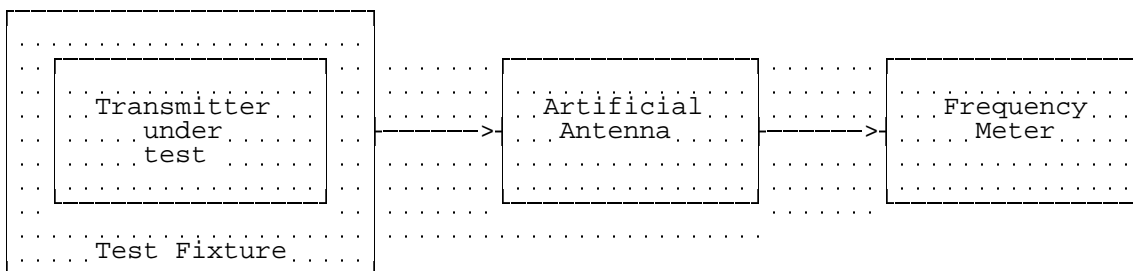 Transmitter
under
test
Test Fixture
Artificial
Antenna
Frequency
Meter